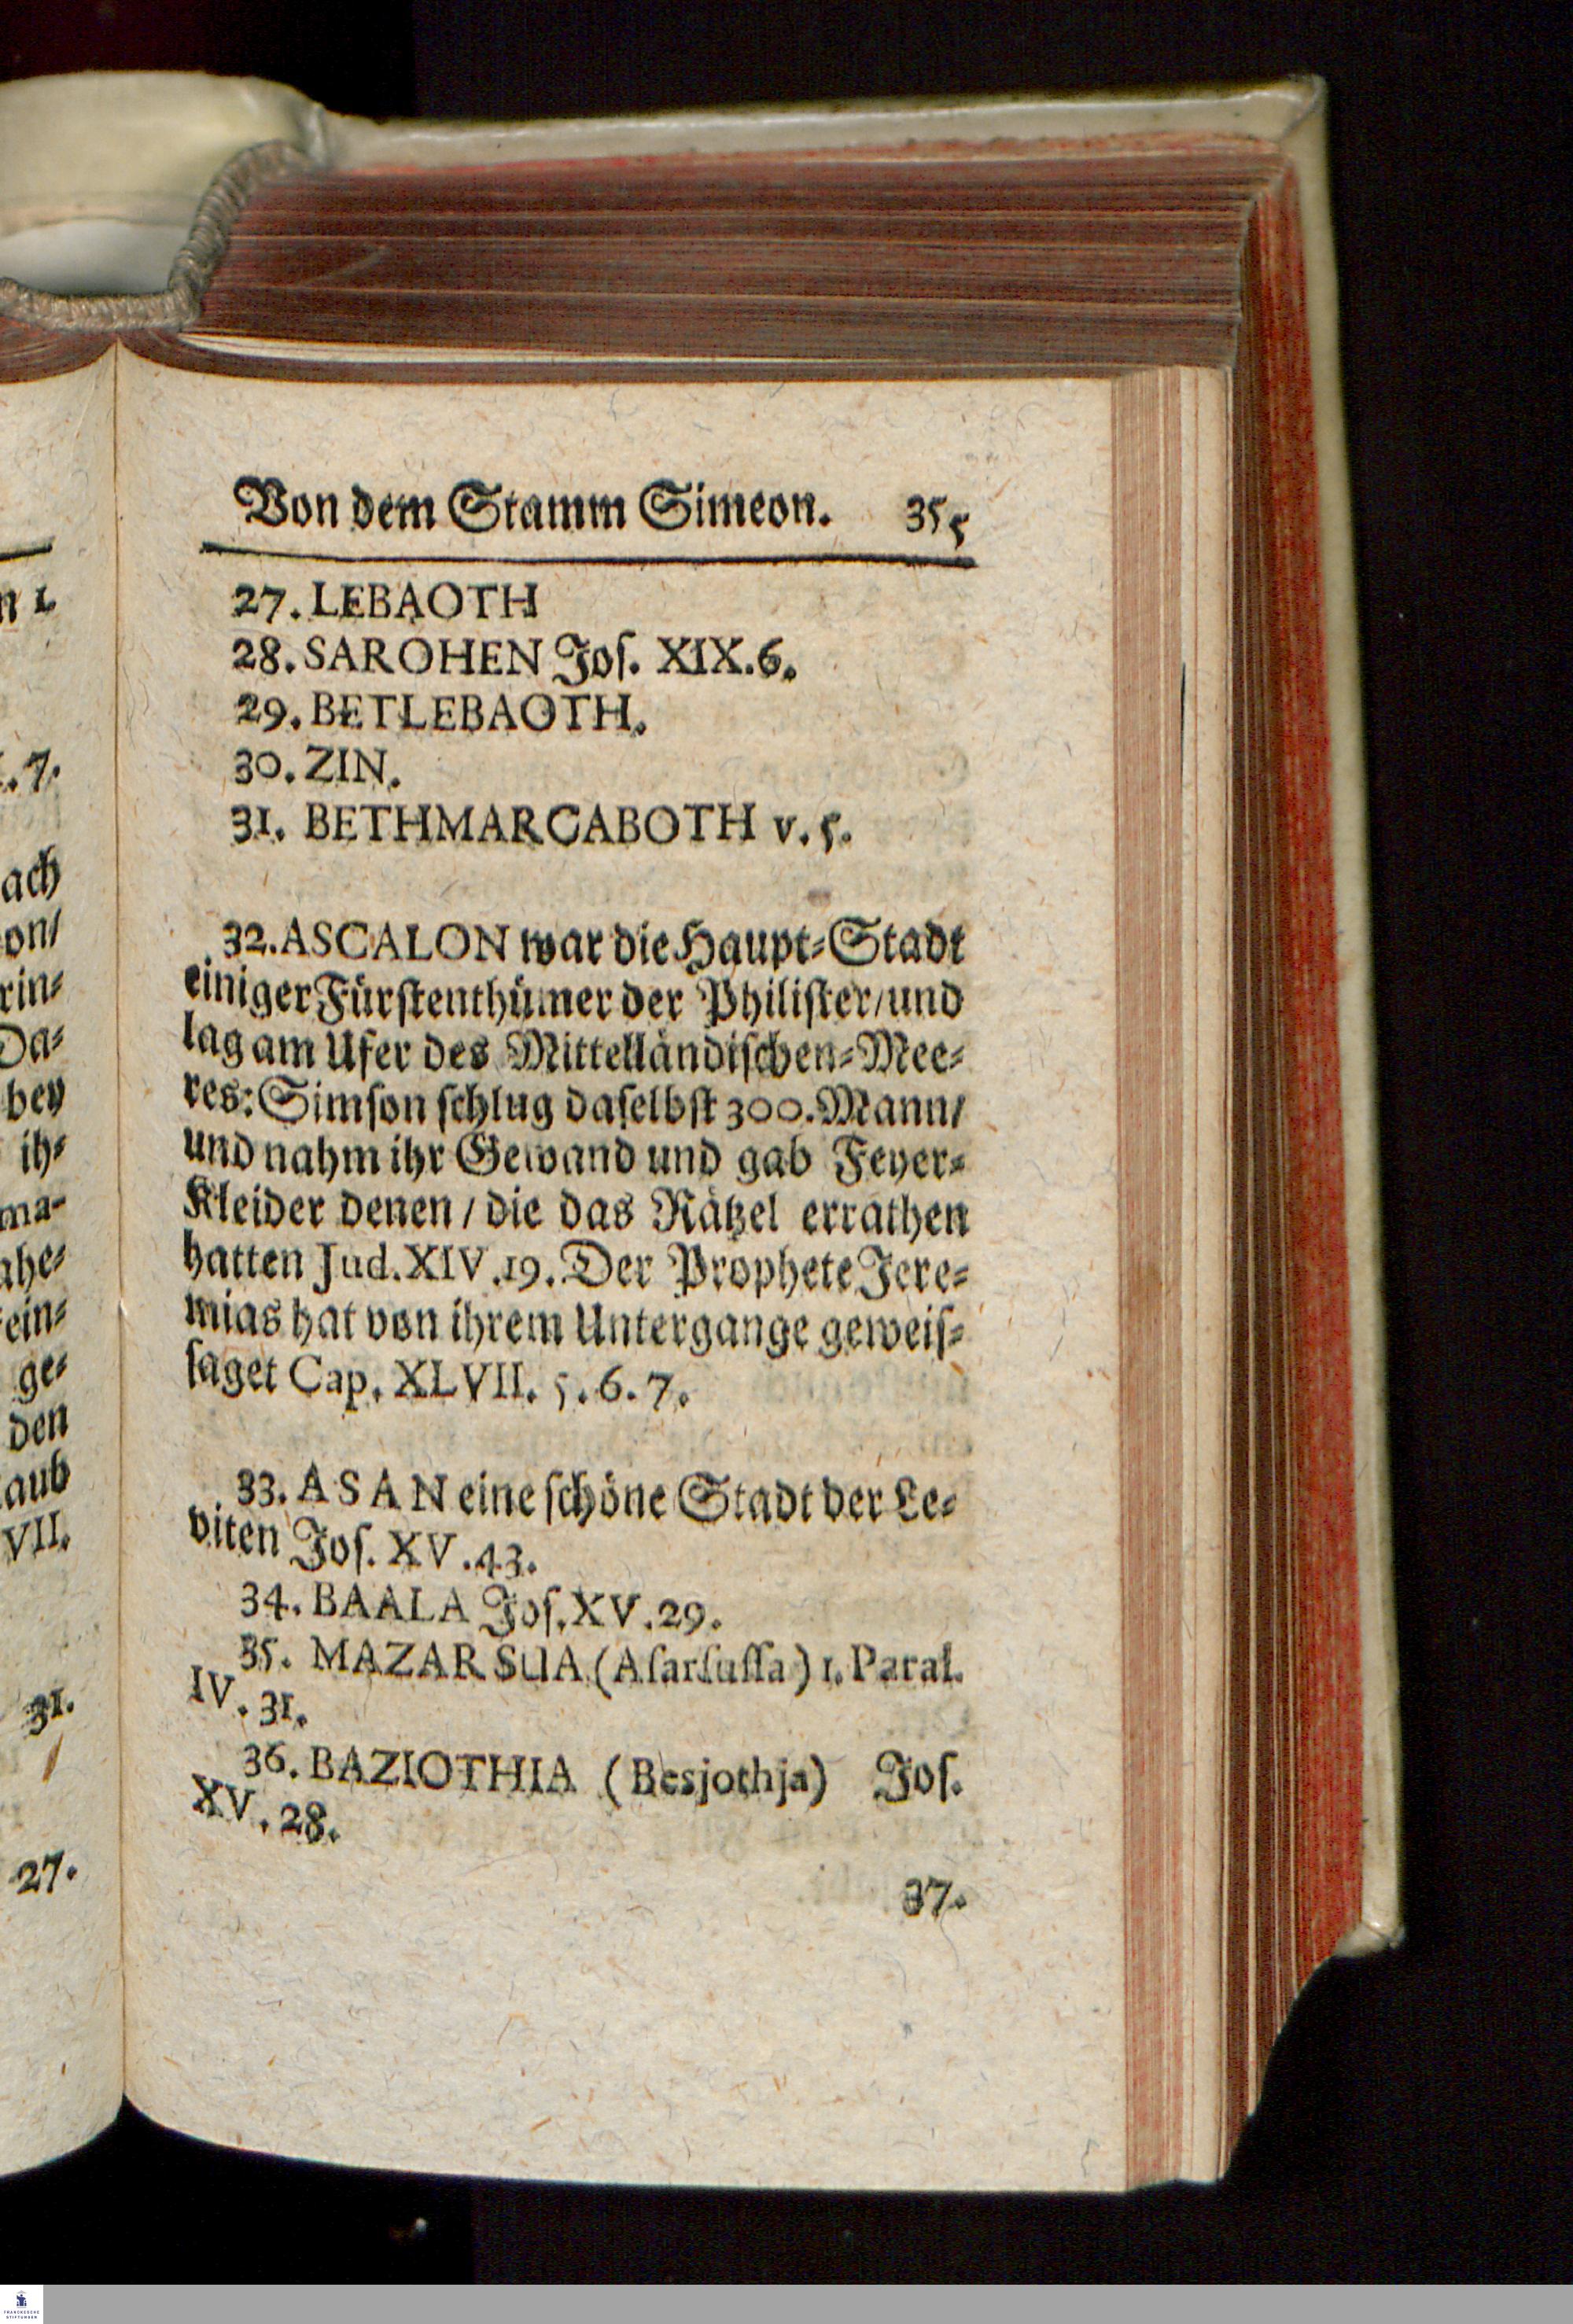 Von dem Stamm Simeon. 355
27. LEBAOTH
28. SAROHEN Joſ. XIX. 6.
29. BETLEBAOTH.
30. ZIN.
31. BETHMARCABOTH v. 5.
32. ASCALON war die Haupt⸗Stadt
einiger Fürſtenthümer der Philiſter/und
lag am Ufer des Mittelländiſchen⸗Mee⸗
res: Simſon ſchlug daſelbſt 300. Mann/
und nahm ihr Gewand und gab Feyer⸗
Kleider denen / die das Rätzel errathen
hatten Jud. XIV. 19. Der Prophete Jere⸗
mias hat von ihrem Untergange geweiſ⸗
ſaget Cap. XLVII. 5. 6. 7.
33. ASAN eine ſchöne Stadt der Le⸗
viten Joſ. XV. 43.
34. BAALA Joſ. XV. 29.
35. MAZARSUA (Aſarſuſſa) 1. Paral.
IV. 31.
36. BAZIOTHIA (Besjothja) Joſ.
XV. 28.
37.